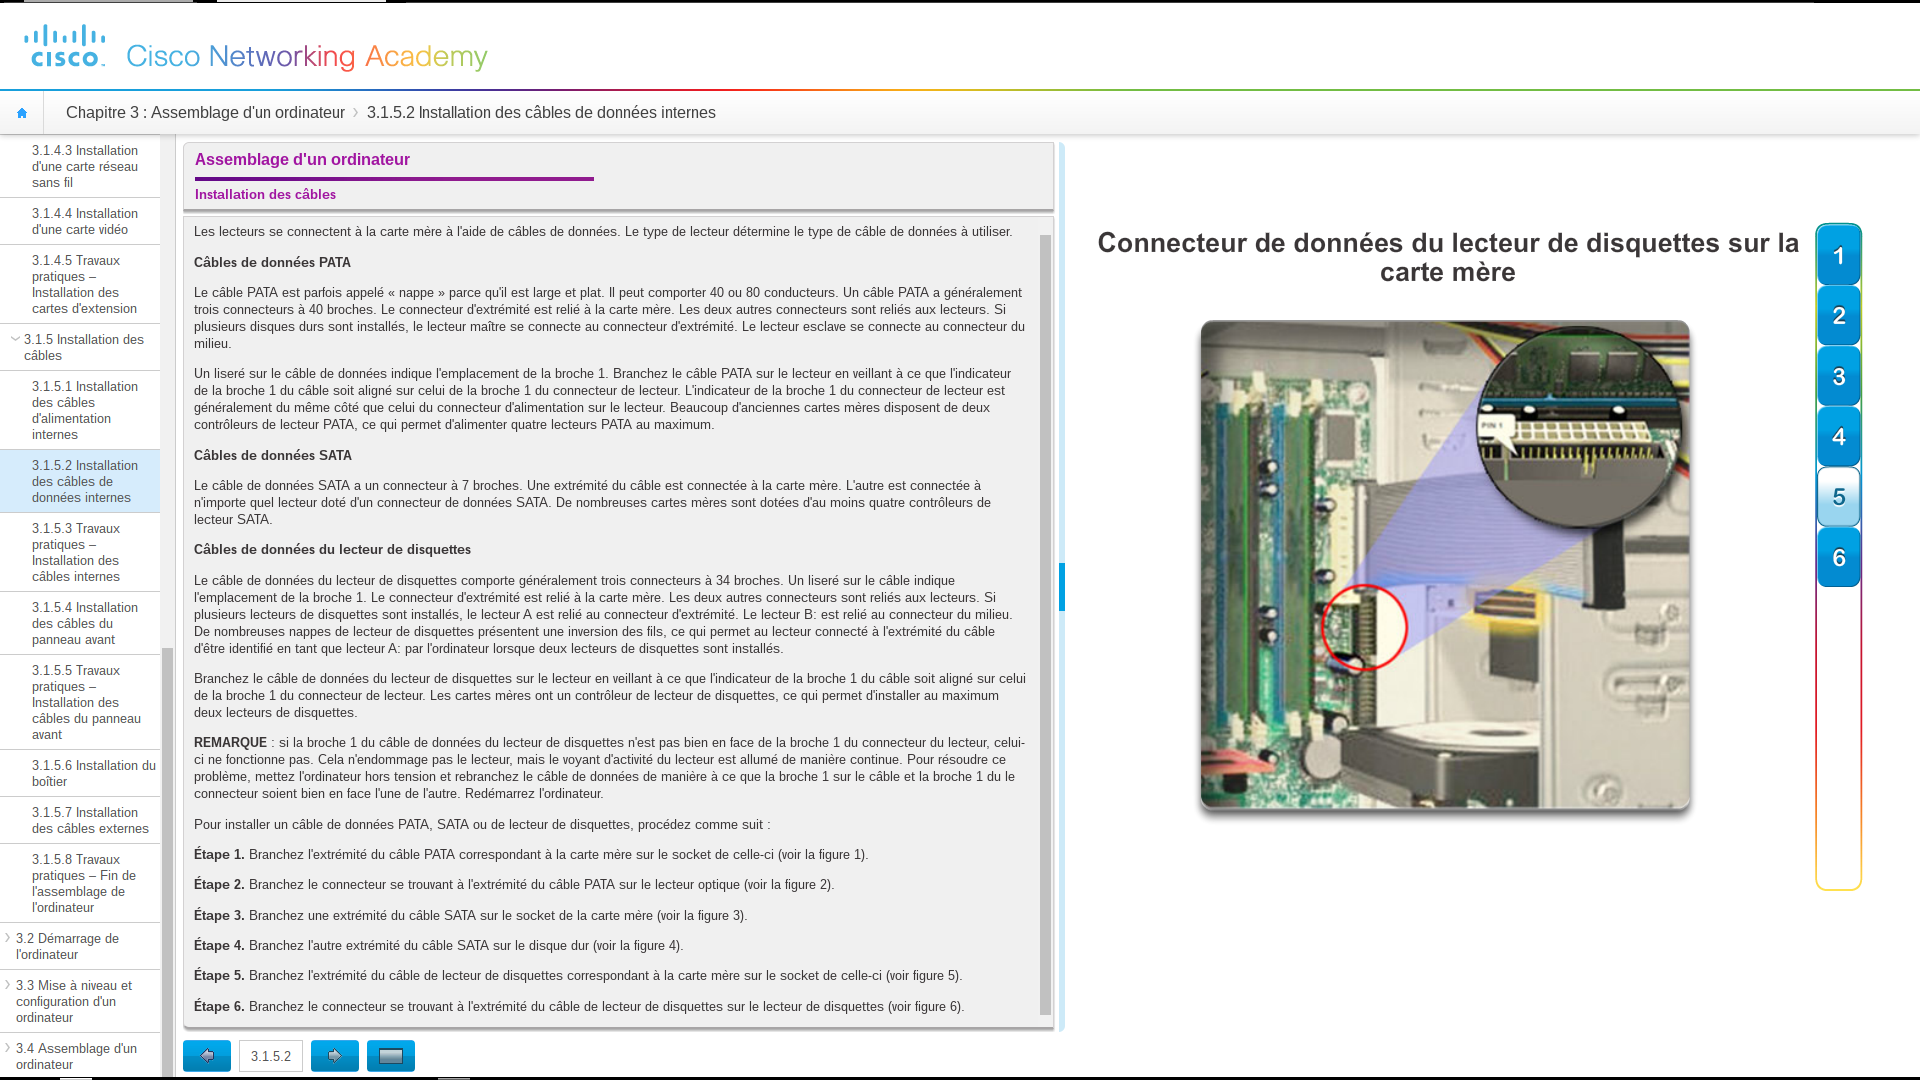 cisco
Cisco Networking Academy
Chapitre 3 : Assemblage d'un ordinateur
3.1.5.2 Installation des câbles de données internes
3.1.4.3 Installation
d'une carte réseau
sans fil
3.1.4.4 Installation
d'une carte vidéo
3.1.4.5 Travaux
pratiques –
Installation des
cartes d'extension
3.1.5 Installation des
câbles
3.1.5.1 Installation
des câbles
d'alimentation
internes
3.1.5.2 Installation
des câbles de
données internes
3.1.5.3 Travaux
pratiques –
Installation des
câbles internes
3.1.5.4 Installation
des câbles du
panneau avant
3.1.5.5 Travaux
pratiques –
Installation des
câbles du panneau
avant
3.1.5.6 Installation du
boîtier
3.1.5.7 Installation
des câbles externes
3.1.5.8 Travaux
pratiques – Fin de
l'assemblage de
l'ordinateur
3.2 Démarrage de
l'ordinateur
3.3 Mise à niveau et
configuration d'un
ordinateur
3.4 Assemblage d'un
ordinateur
Assemblage d'un ordinateur
Installation des câbles
Les lecteurs se connectent à la carte mère à l'aide de câbles de données. Le type de lecteur détermine le type de câble de données à utiliser.
Câbles de données PATA
Le câble PATA est parfois appelé « nappe » parce qu'il est large et plat. Il peut comporter 40 ou 80 conducteurs. Un câble PATA a généralement
trois connecteurs à 40 broches. Le connecteur d'extrémité est relié à la carte mère. Les deux autres connecteurs sont reliés aux lecteurs. Si
plusieurs disques durs sont installés, le lecteur maître se connecte au connecteur d'extrémité. Le lecteur esclave se connecte au connecteur du
milieu.
Un liseré sur le câble de données indique l'emplacement de la broche 1. Branchez le câble PATA sur le lecteur en veillant à ce que l'indicateur
de la broche 1 du câble soit aligné sur celui de la broche 1 du connecteur de lecteur. L'indicateur de la broche 1 du connecteur de lecteur est
généralement du même côté que celui du connecteur d'alimentation sur le lecteur. Beaucoup d'anciennes cartes mères disposent de deux
contrôleurs de lecteur PATA, ce qui permet d'alimenter quatre lecteurs PATA au maximum.
Câbles de données SATA
Le câble de données SATA a un connecteur à 7 broches. Une extrémité du câble est connectée à la carte mère. L'autre est connectée à
n'importe quel lecteur doté d'un connecteur de données SATA. De nombreuses cartes mères sont dotées d'au moins quatre contrôleurs de
lecteur SATA.
Câbles de données du lecteur de disquettes
Le câble de données du lecteur de disquettes comporte généralement trois connecteurs à 34 broches. Un liseré sur le câble indique
l'emplacement de la broche 1. Le connecteur d'extrémité est relié à la carte mère. Les deux autres connecteurs sont reliés aux lecteurs. Si
plusieurs lecteurs de disquettes sont installés, le lecteur A est relié au connecteur d'extrémité. Le lecteur B: est relié au connecteur du milieu.
De nombreuses nappes de lecteur de disquettes présentent une inversion des fils, ce qui permet au lecteur connecté à l'extrémité du câble
d'être identifié en tant que lecteur A: par l'ordinateur lorsque deux lecteurs de disquettes sont installés.
Branchez le câble de données du lecteur de disquettes sur le lecteur en veillant à ce que l'indicateur de la broche 1 du câble soit aligné sur celui
de la broche 1 du connecteur de lecteur. Les cartes mères ont un contrôleur de lecteur de disquettes, ce qui permet d'installer au maximum
deux lecteurs de disquettes.
REMARQUE : si la broche 1 du câble de données du lecteur de disquettes n'est pas bien en face de la broche 1 du connecteur du lecteur, celui-
ci ne fonctionne pas. Cela n'endommage pas le lecteur, mais le voyant d'activité du lecteur est allumé de manière continue. Pour résoudre ce
problème, mettez l'ordinateur hors tension et rebranchez le câble de données de manière à ce que la broche 1 sur le câble et la broche 1 du le
connecteur soient bien en face l'une de l'autre. Redémarrez l'ordinateur.
Pour installer un câble de données PATA, SATA ou de lecteur de disquettes, procédez comme suit :
Étape 1. Branchez l'extrémité du câble PATA correspondant à la carte mère sur le socket de celle-ci (voir la figure 1).
Étape 2. Branchez le connecteur se trouvant à l'extrémité du câble PATA sur le lecteur optique (voir la figure 2).
Étape 3. Branchez une extrémité du câble SATA sur le socket de la carte mère (voir la figure 3).
Étape 4. Branchez l'autre extrémité du câble SATA sur le disque dur (voir la figure 4).
Étape 5. Branchez l'extrémité du câble de lecteur de disquettes correspondant à la carte mère sur le socket de celle-ci (voir figure 5).
Étape 6. Branchez le connecteur se trouvant à l'extrémité du câble de lecteur de disquettes sur le lecteur de disquettes (voir figure 6).
3.1.5.2
Connecteur de données du lecteur de disquettes sur la
carte mère
PIN 1
1
2
3
4
5
6